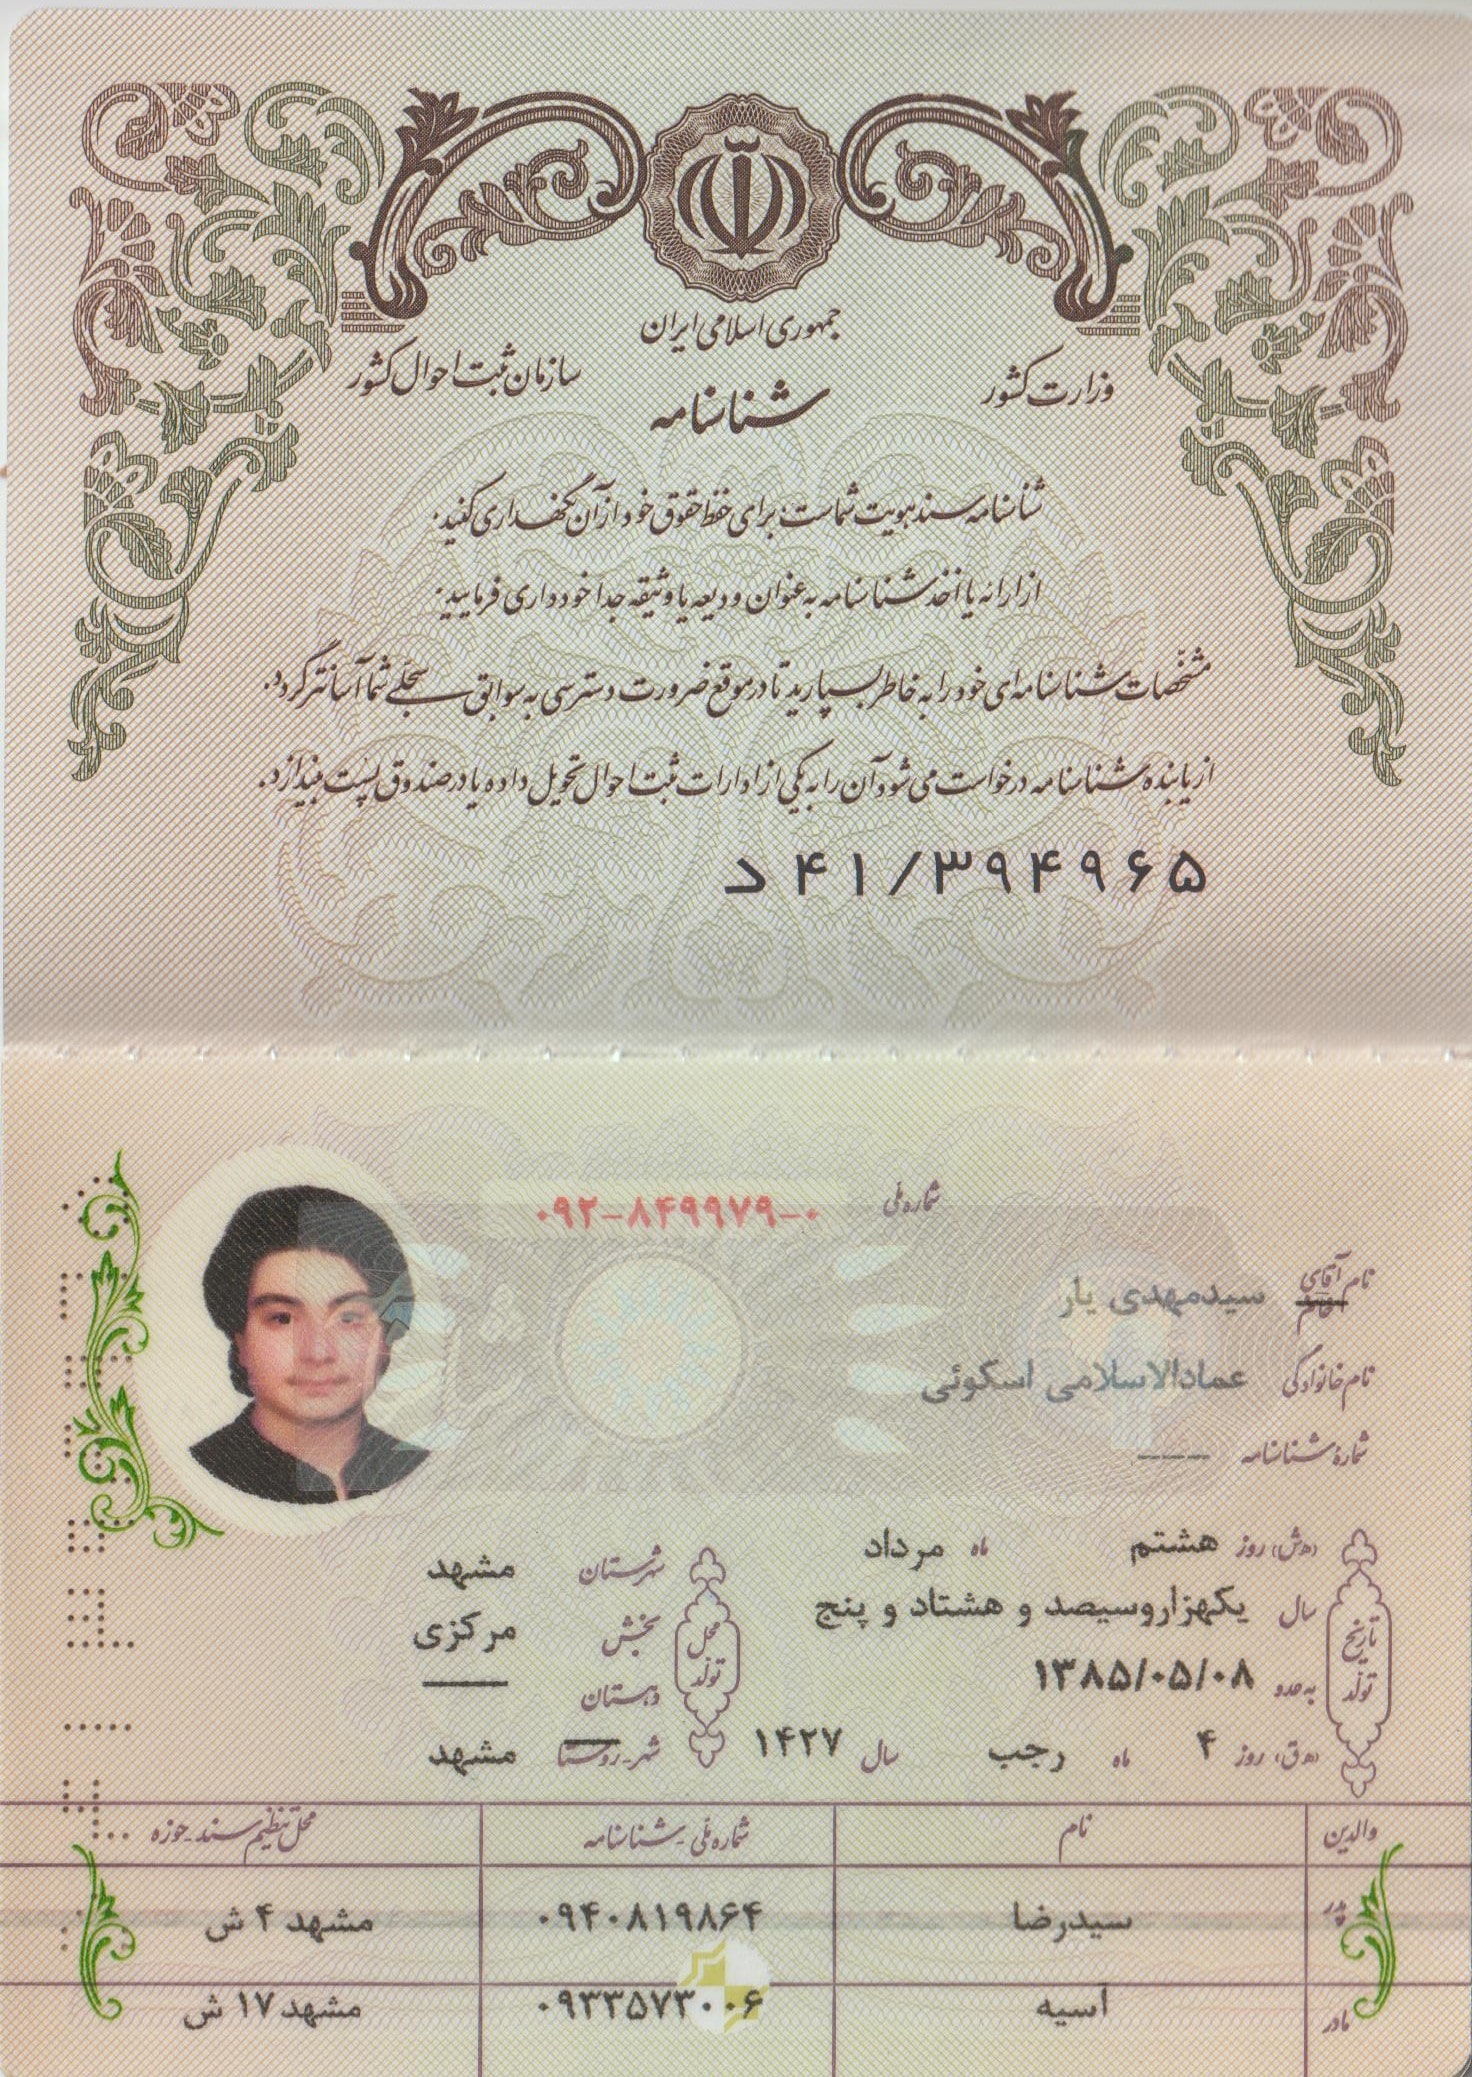 جمهوری اسلامی ایران
وزارت کشور
سازمان ثبت احوال کشور
شناسنامه
شناسنامه سند هویت شماست؛ برای حفظ حقوق خود از آن نگهداری کنید.
از ارائه یا اخذ شناسنامه به عنوان ودیعه یا وثیقه جداً خودداری فرمایید.
مشخّصات شناسنامه‌ای خود را به خاطر بسپارید تا در موقع ضرورت دسترسی به سوابق سجلّی شما آسانتر گردد.
از یابنده شناسنامه درخواست می‌شود آن را به یکی از ادارات ثبت احوال تحویل داده یا در صندوق پست بیندازد.
د ۴۱/۳۹۴۹۶۵
شماره ملی ۰۹۲-۸۴۹۹۷۹-۰
نام آقای خانم سیدمهدی یار
نام خانوادگی عمادالاسلامی اسکوئی
شمارهٔ شناسنامه ----
تاریخ تولد
(ه‍.ش) روز هشتم ماه مرداد
سال یکهزاروسیصد و هشتاد و پنج
به عدد ۱۳۸۵/۰۵/۰۸
(ه‍.ق) روز ۴ ماه رجب سال ۱۴۲۷
محل تولد
شهرستان مشهد
بخش مرکزی
دهستان ——
شهر-روستا مشهد
والدین نام شماره ملی-شناسنامه محل تنظیم سند-حوزه
پدر سیدرضا ۰۹۴۰۸۱۹۸۶۴ مشهد ۴ ش
مادر آسیه ۰۹۳۳۵۷۳۰۰۶ مشهد ۱۷ ش